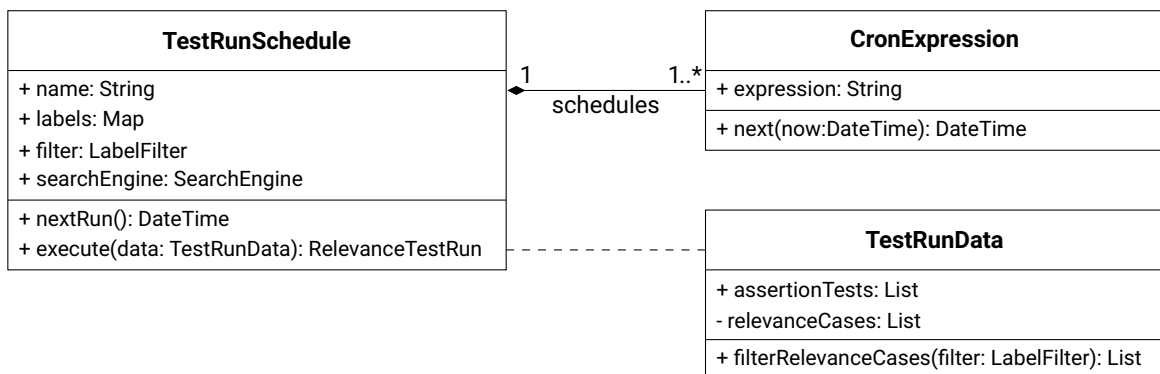 TestRunSchedule
+ name: String
+ labels: Map
+ filter: LabelFilter
+ searchEngine: SearchEngine
+ nextRun(): DateTime
+ execute(data: TestRunData): RelevanceTestRun
1
1..*
schedules
CronExpression
+ expression: String
+ next(now:DateTime): DateTime
TestRunData
+ assertionTests: List
- relevanceCases: List
+ filterRelevanceCases(filter: LabelFilter): List